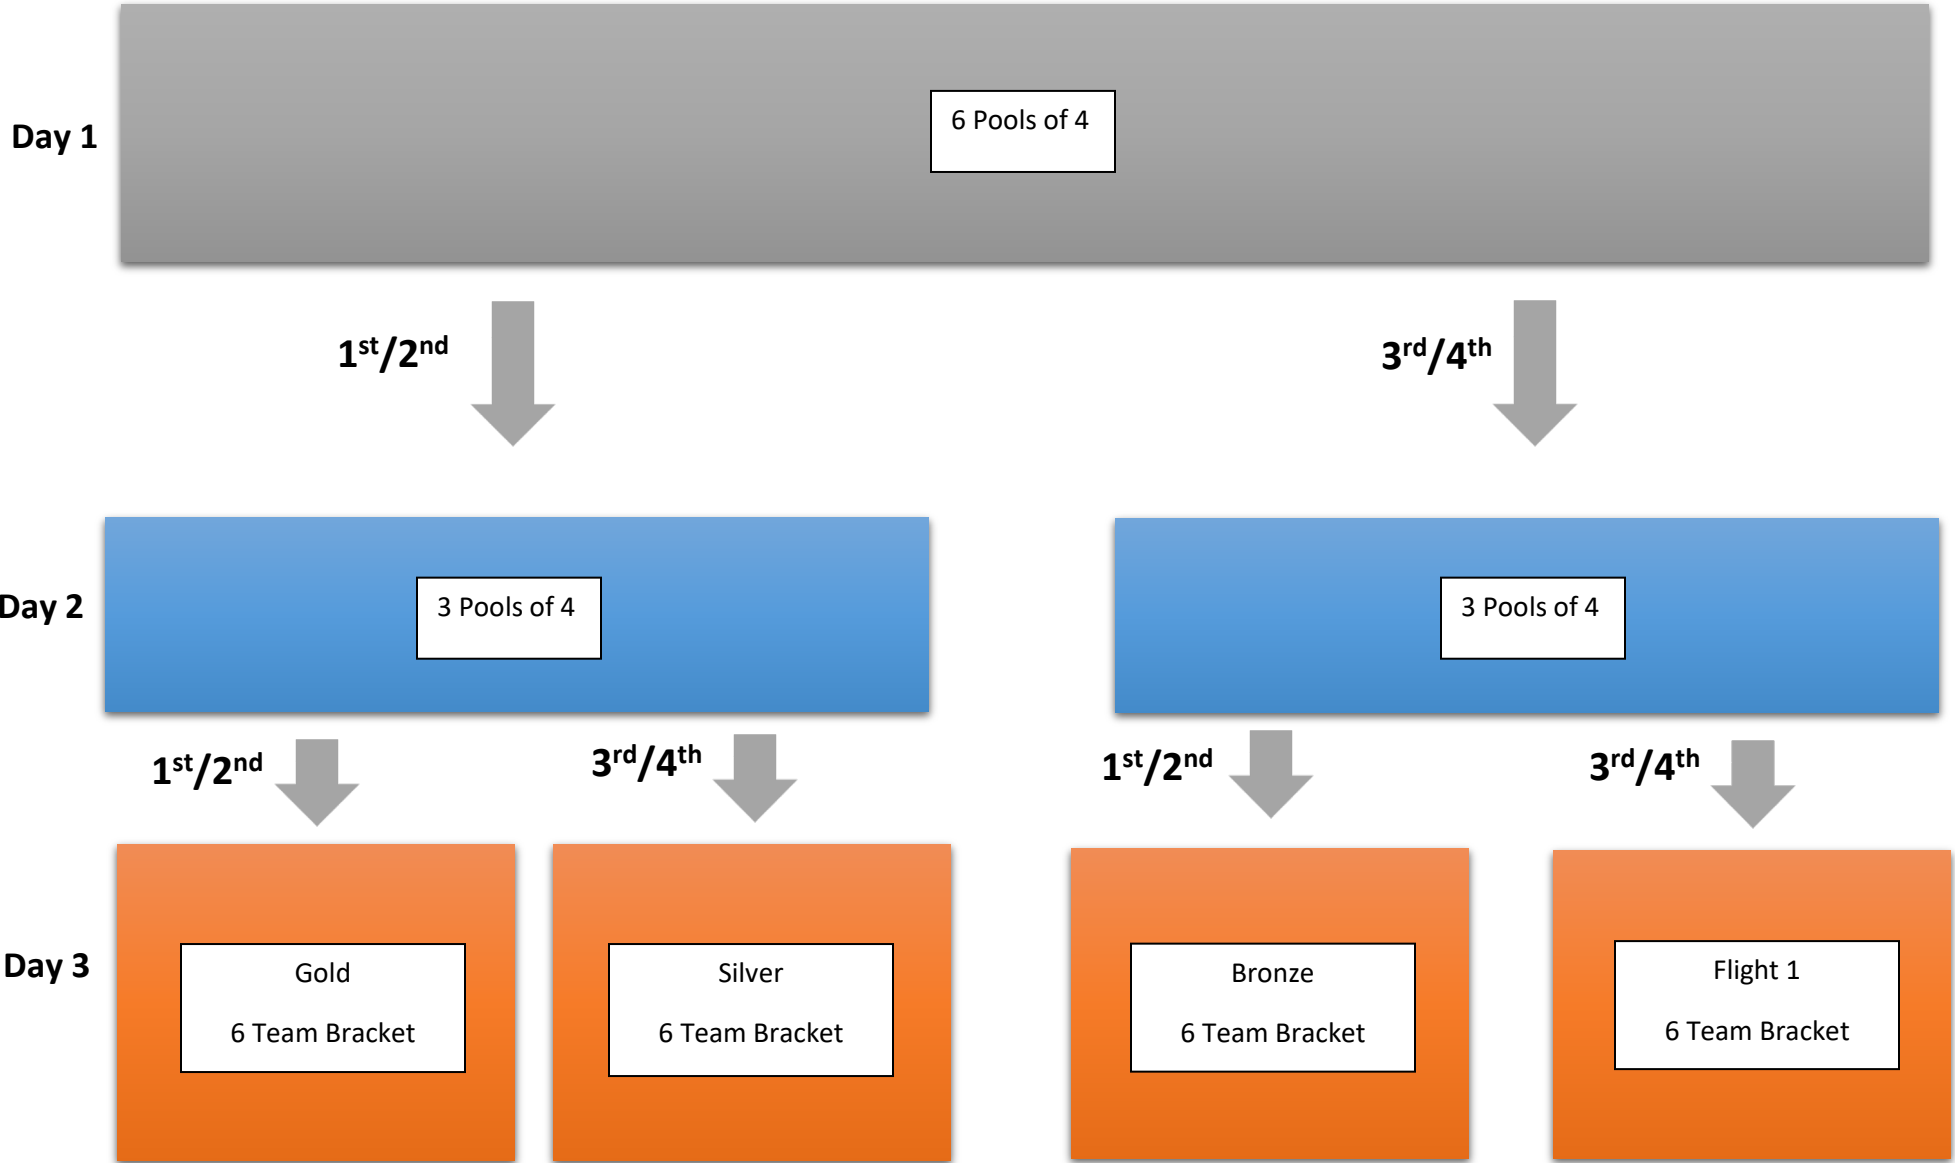 Day 1
6 Pools of 4
1st/2nd
3rd/4th
Day 2
3 Pools of 4
3 Pools of 4
1st/2nd
3rd/4th
1st/2nd
3rd/4th
Day 3
Gold
6 Team Bracket
Silver
6 Team Bracket
Bronze
6 Team Bracket
Flight 1
6 Team Bracket